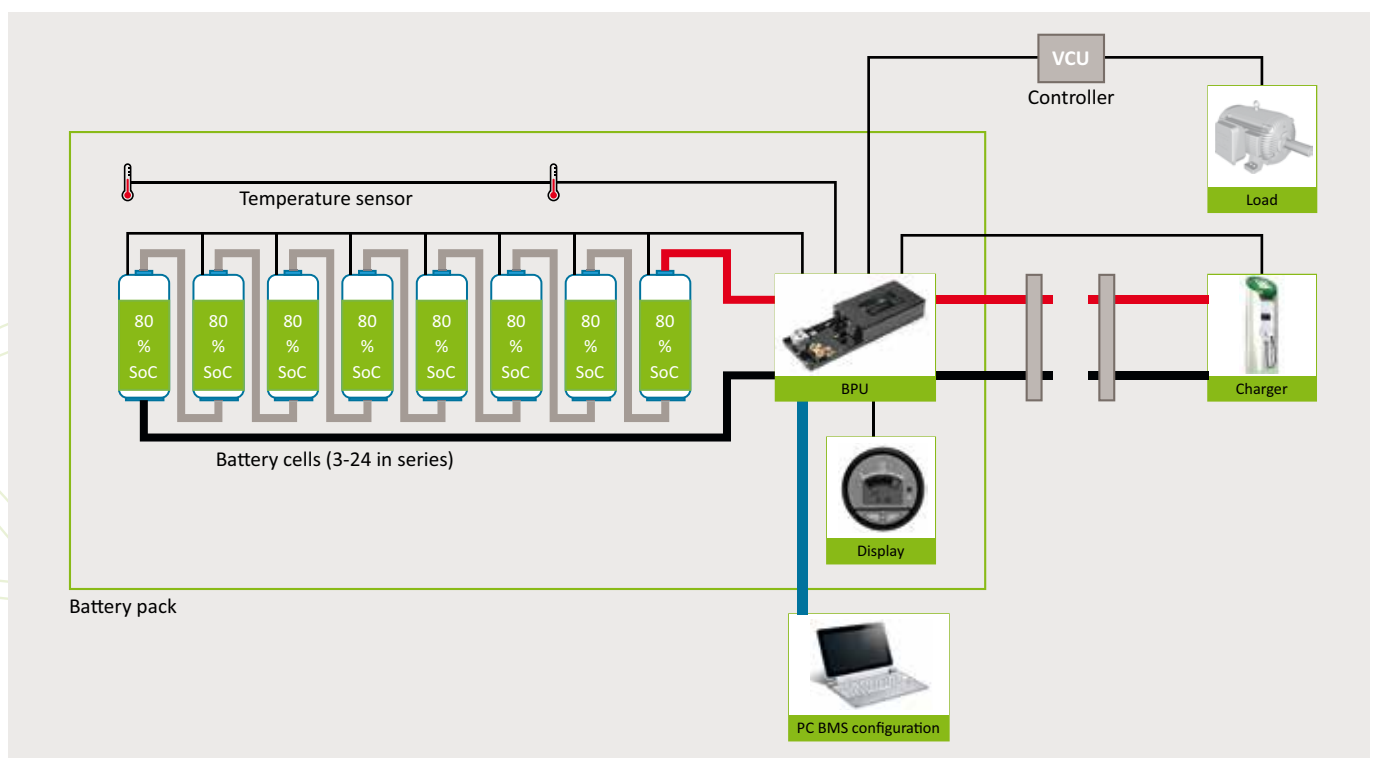 VCU
Controller
Load
Temperature sensor
80 80 80 80 80 80 80 80
% % % % % % % %
SoC SoC SoC SoC SoC SoC SoC SoC
BPU
Charger
Battery cells (3-24 in series)
Display
Battery pack
PC BMS configuration